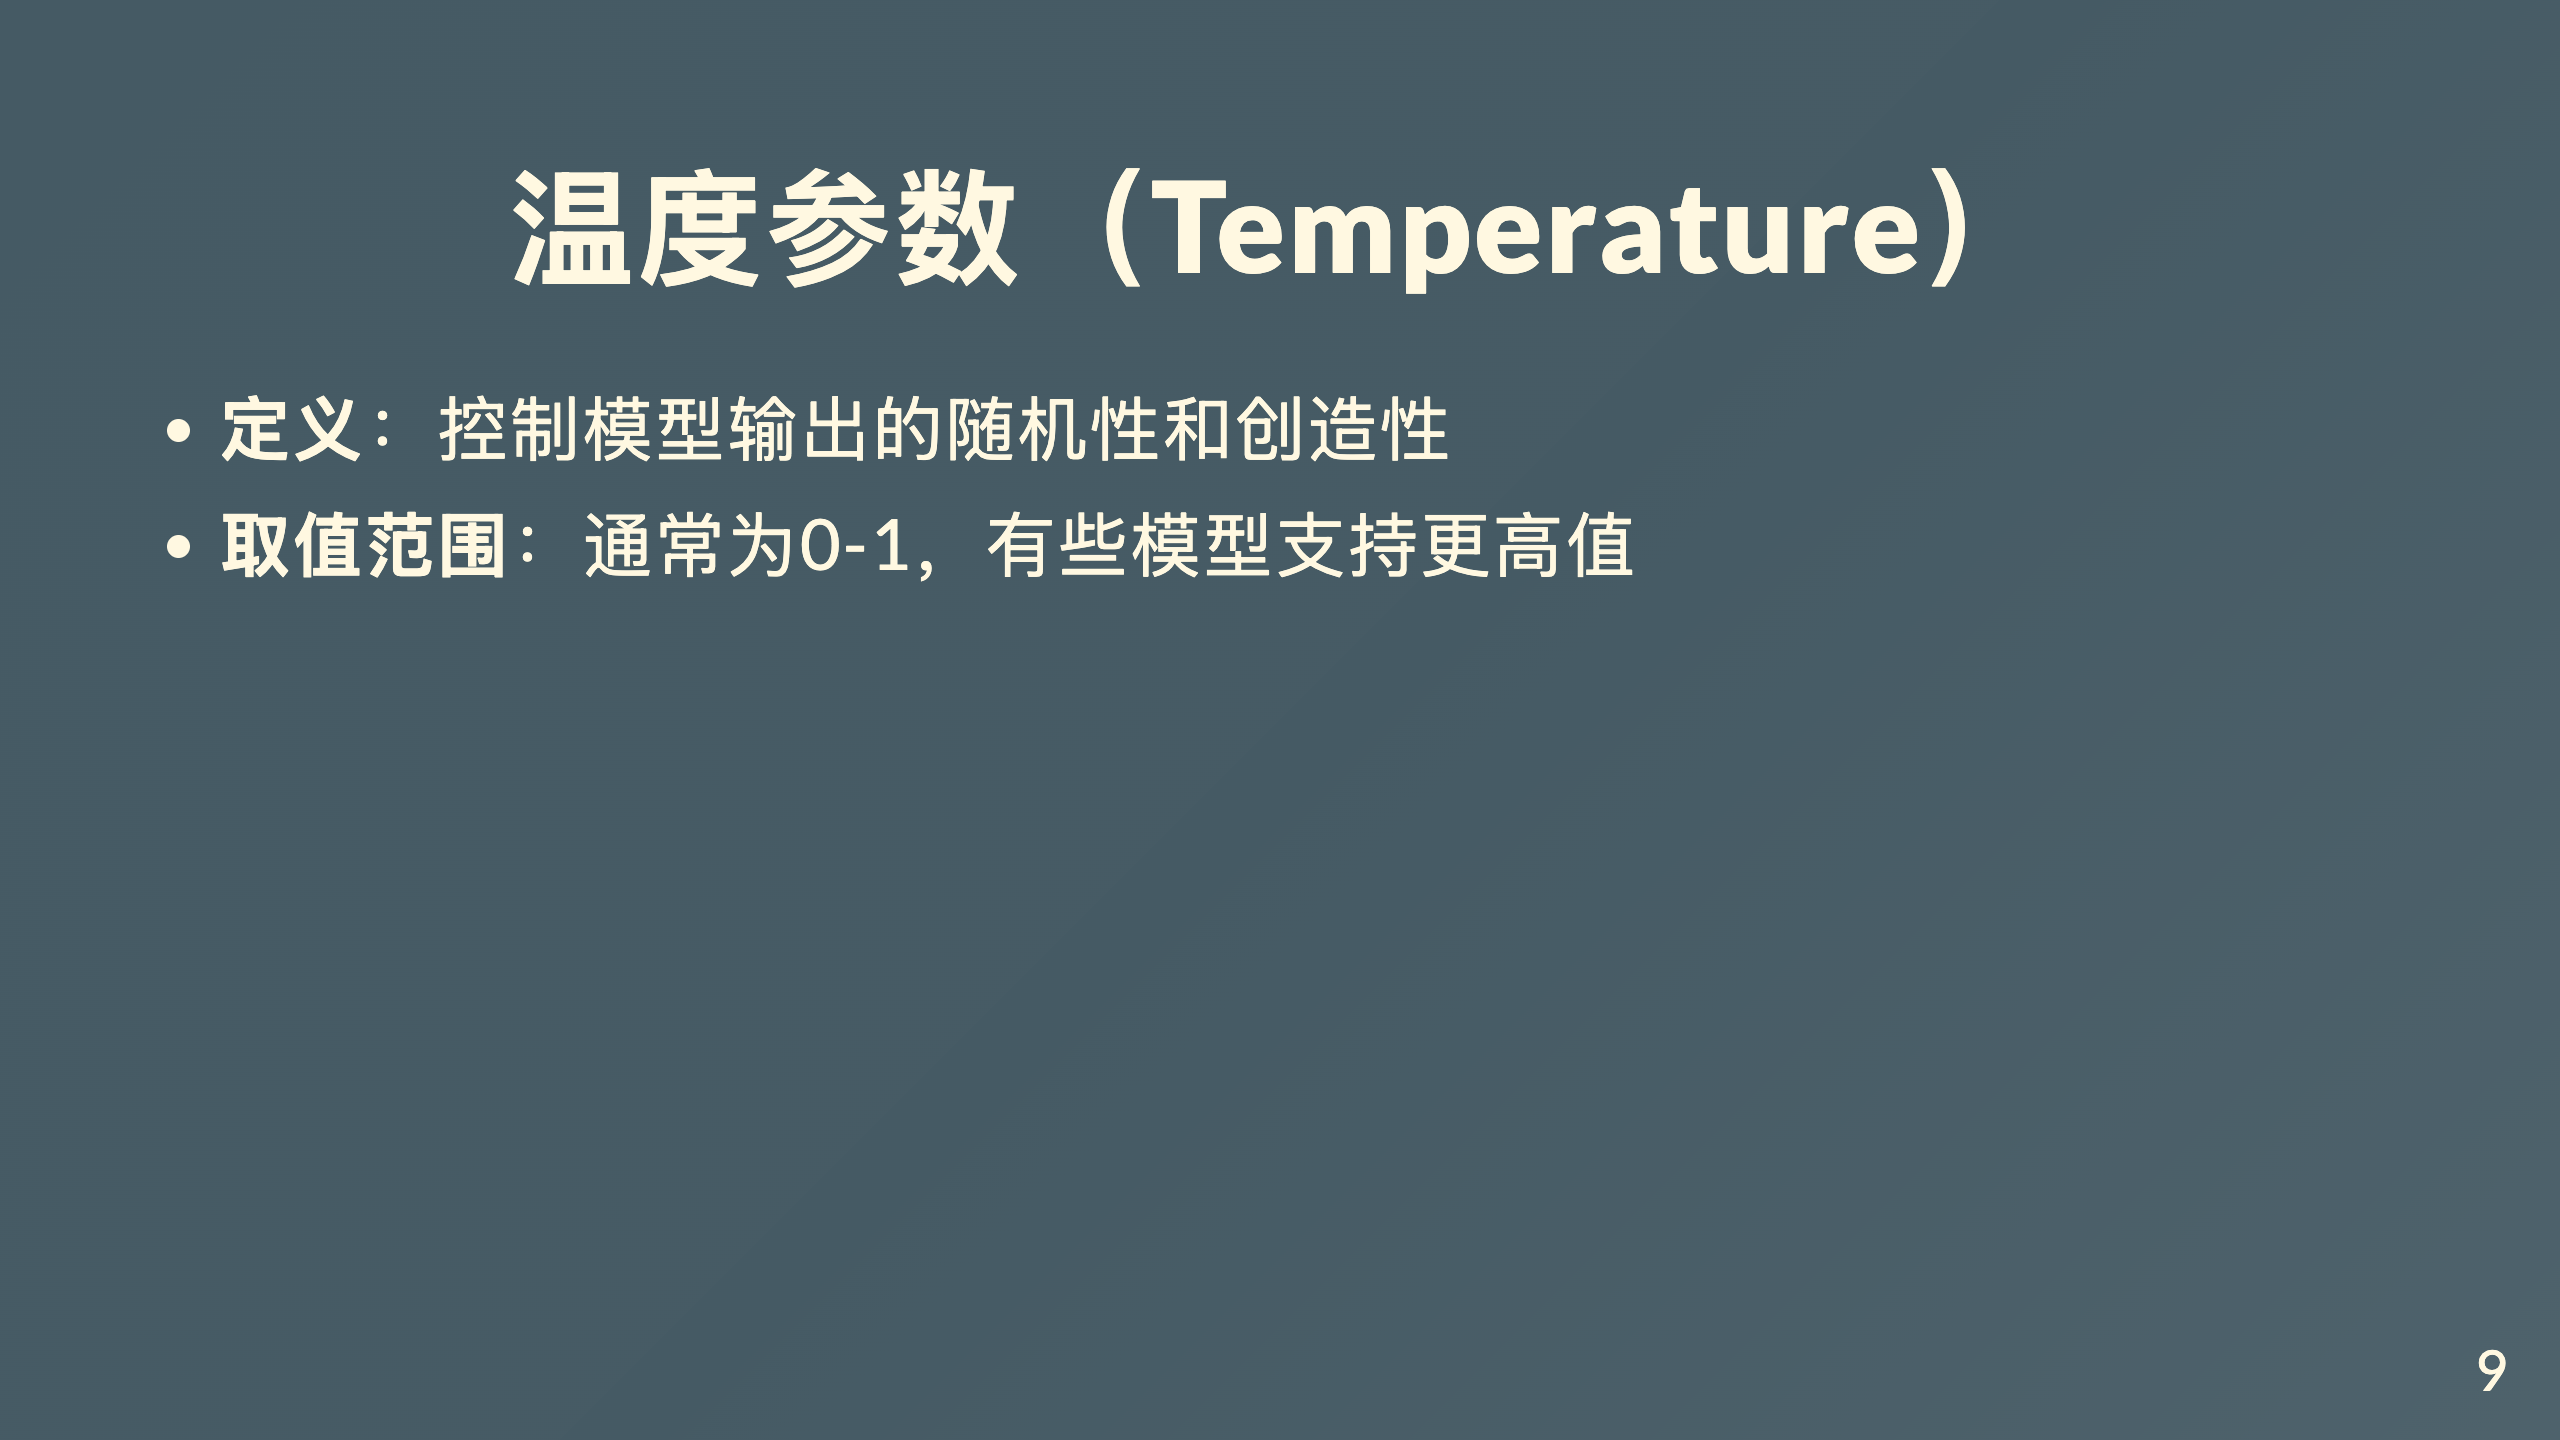 温度参数（Temperature）
• 定义：控制模型输出的随机性和创造性
• 取值范围：通常为0-1，有些模型支持更高值
9